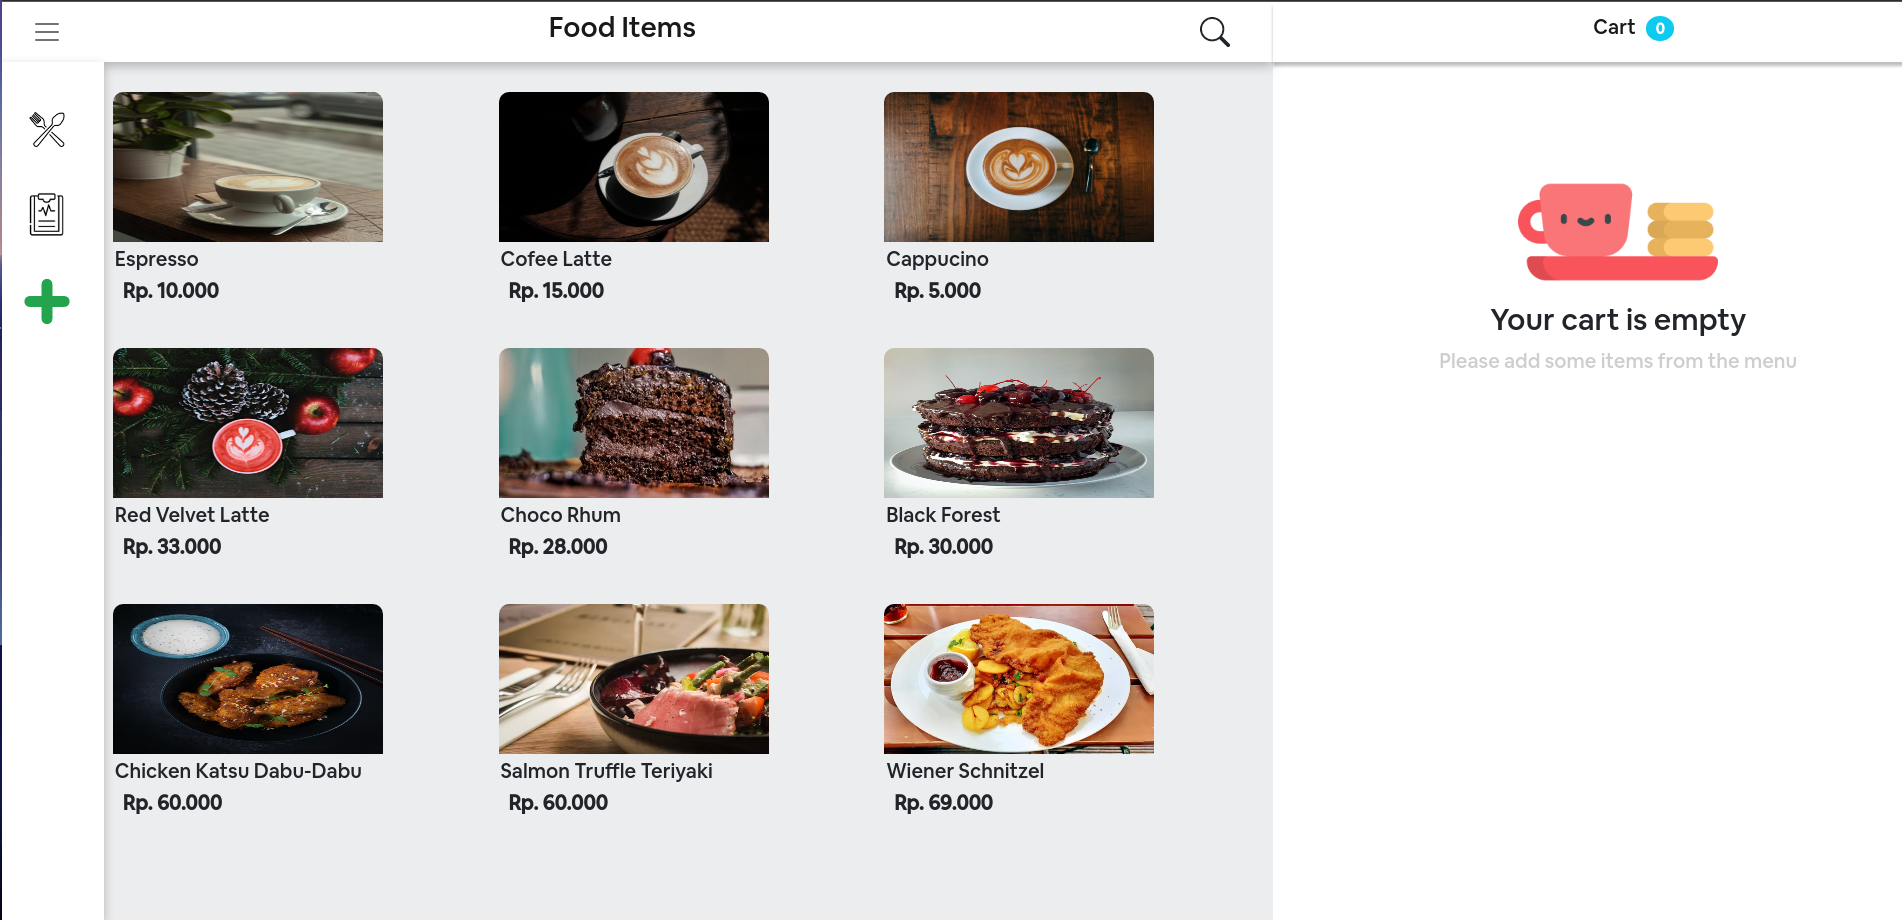 Food Items
Cart 0
Espresso
Rp. 10.000
Cofee Latte
Rp. 15.000
Cappucino
Rp. 5.000
Red Velvet Latte
Rp. 33.000
Choco Rhum
Rp. 28.000
Black Forest
Rp. 30.000
Chicken Katsu Dabu-Dabu
Rp. 60.000
Salmon Truffle Teriyaki
Rp. 60.000
Wiener Schnitzel
Rp. 69.000
Your cart is empty
Please add some items from the menu